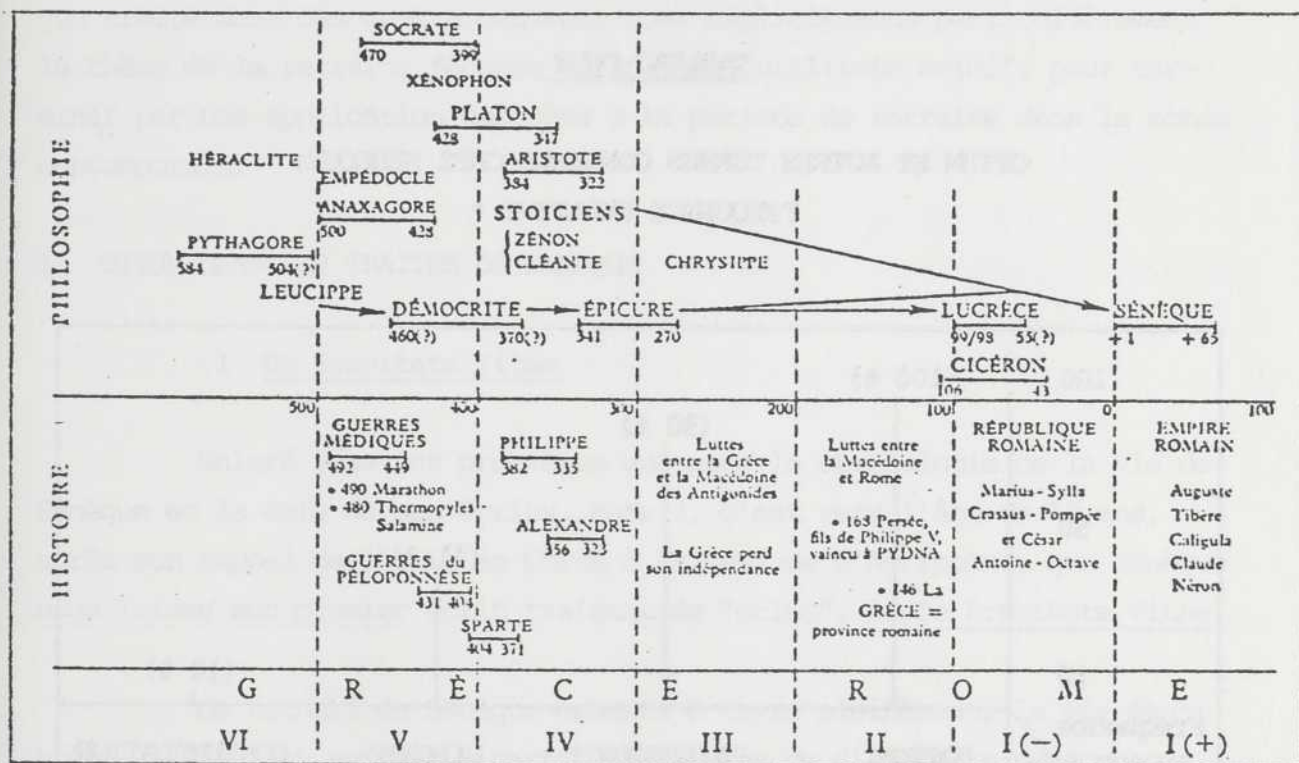 PHILOSOPHIE
SOCRATE
470 399
XÉNOPHON
PLATON
428 347
HÉRACLITE
ARISTOTE
384 322
EMPÉDOCLE
ANAXAGORE
500 428
STOICIENS
PYTHAGORE
584 504(?)
ZÉNON
CLÉANTE
CHRYSIPPE
LEUCIPPE
DÉMOCRITE
460(?) 370(?)
ÉPICURE
341 270
LUCRÈCE
99/98 55(?)
SÉNÈQUE
+ 1 + 65
CICÉRON
106 43
500 400 300 200 100 0 100
HISTOIRE
GUERRES
MÉDIQUES
492 449
• 490 Marathon
• 480 Thermopyles
Salamine
GUERRES du
PÉLOPONNÈSE
431 404
SPARTE
404 371
PHILIPPE
382 335
ALEXANDRE
356 323
Luttes
entre la Grèce
et la Macédoine
des Antigonides
La Grèce perd
son indépendance
Luttes entre
la Macédoine
et Rome
• 168 Persée,
fils de Philippe V,
vaincu à PYDNA
• 146 La
GRÈCE =
province romaine
RÉPUBLIQUE
ROMAINE
Marius - Sylla
Crassus - Pompée
et César
Antoine - Octave
EMPIRE
ROMAIN
Auguste
Tibère
Caligula
Claude
Néron
G R È C E R O M E
VI V IV III II I (−) I (+)